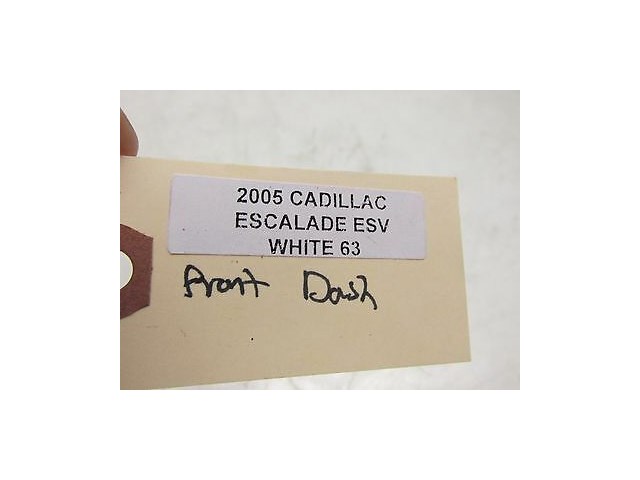 2005 CADILLAC
ESCALADE ESV
WHITE 63
Front Dash